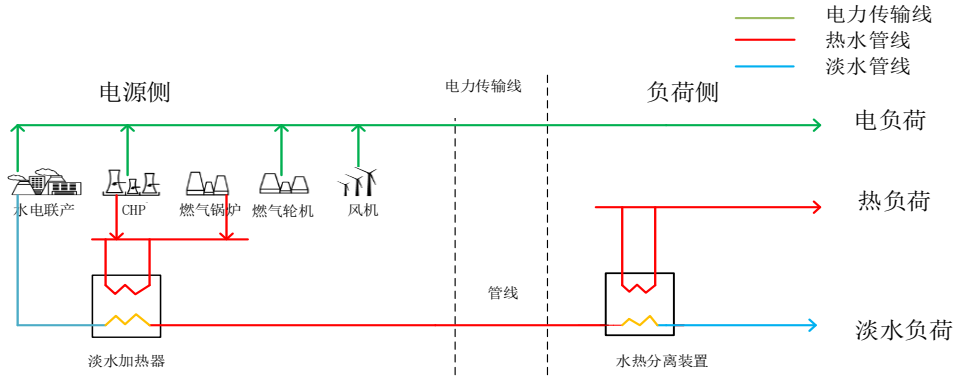 电力传输线
热水管线
淡水管线
电源侧
电力传输线
负荷侧
电负荷
水电联产
CHP
燃气锅炉
燃气轮机
风机
热负荷
管线
淡水负荷
淡水加热器
水热分离装置